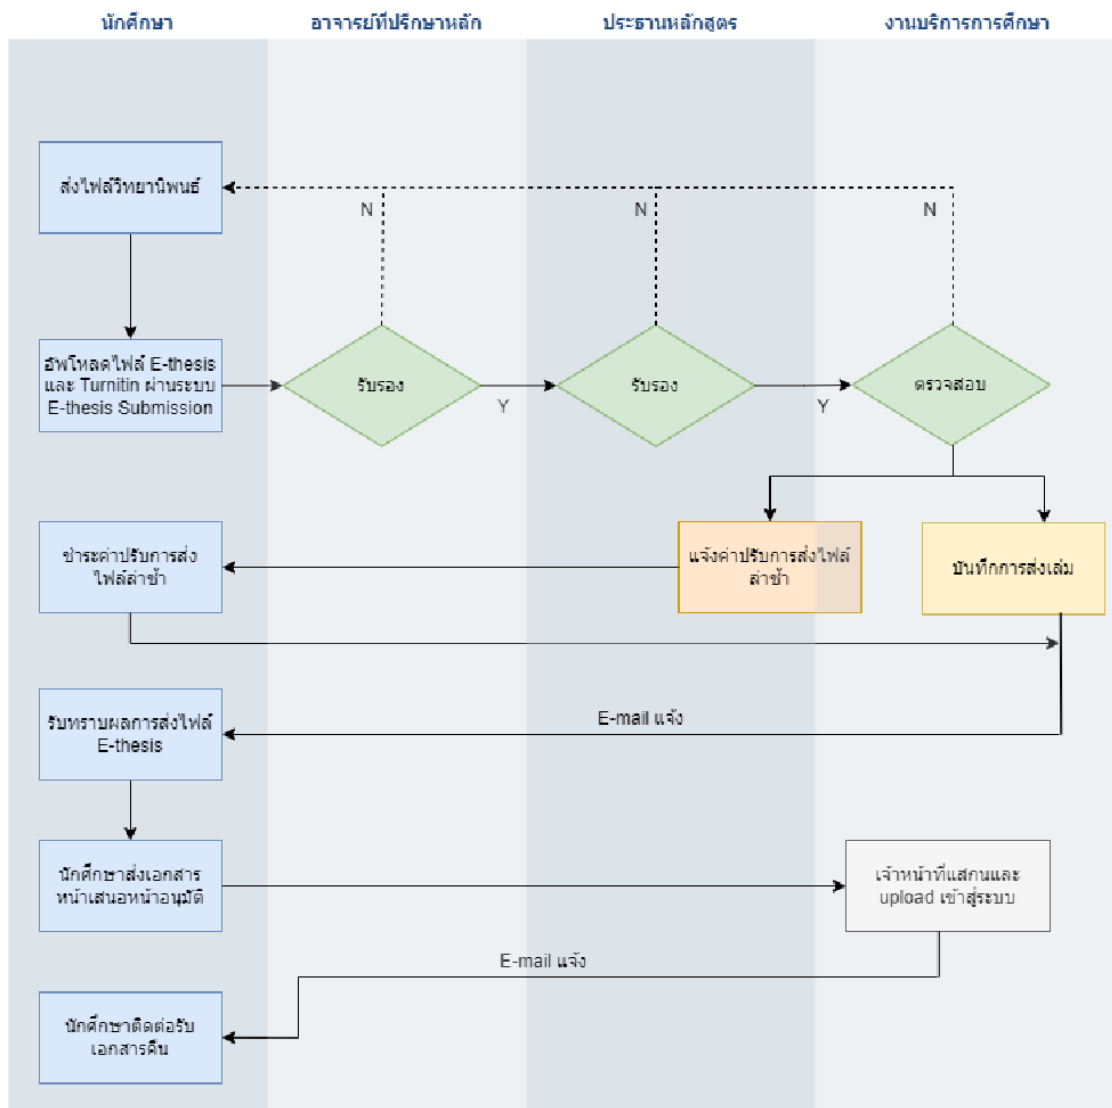 นักศึกษา
อาจารย์ที่ปรึกษาหลัก
ประธานหลักสูตร
งานบริการการศึกษา
ส่งไฟล์วิทยานิพนธ์
N
N
N
อัพโหลดไฟล์ E-thesis
และ Turnitin ผ่านระบบ
E-thesis Submission
รับรอง
Y
รับรอง
Y
ตรวจสอบ
ชำระค่าปรับการส่ง
ไฟล์ล่าช้า
แจ้งค่าปรับการส่งไฟล์
ล่าช้า
บันทึกการส่งเล่ม
รับทราบผลการส่งไฟล์
E-thesis
E-mail แจ้ง
นักศึกษาส่งเอกสาร
หน้าเสนอหน้าอนุมัติ
เจ้าหน้าที่แสกนและ
upload เข้าสู่ระบบ
E-mail แจ้ง
นักศึกษาติดต่อรับ
เอกสารคืน